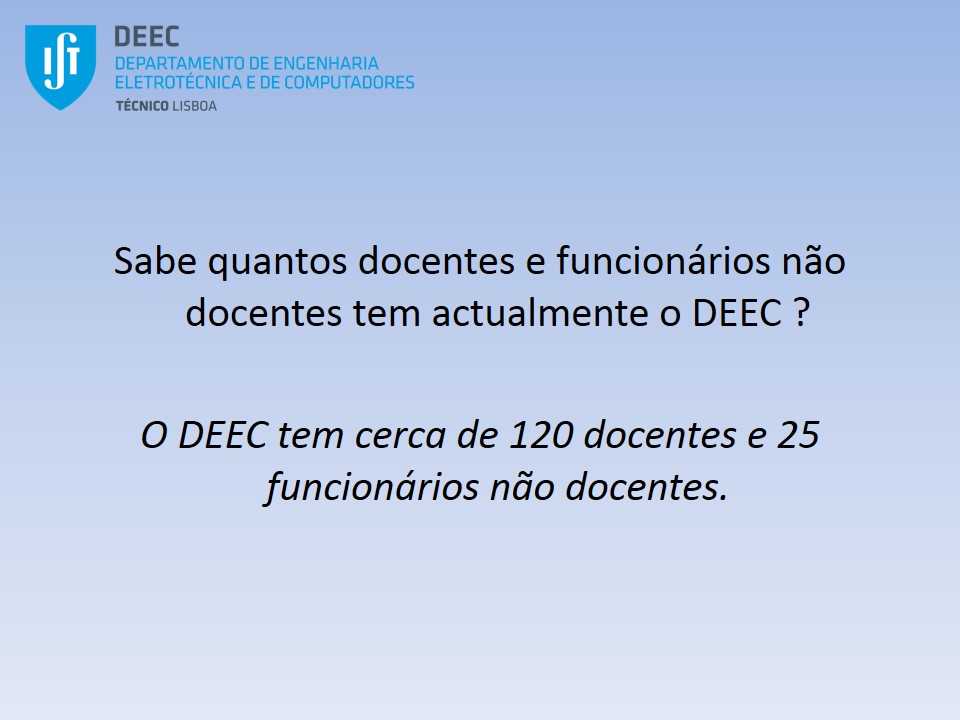 IST
DEEC
DEPARTAMENTO DE ENGENHARIA
ELETROTÉCNICA E DE COMPUTADORES
TÉCNICO LISBOA
Sabe quantos docentes e funcionários não
docentes tem actualmente o DEEC ?
O DEEC tem cerca de 120 docentes e 25
funcionários não docentes.